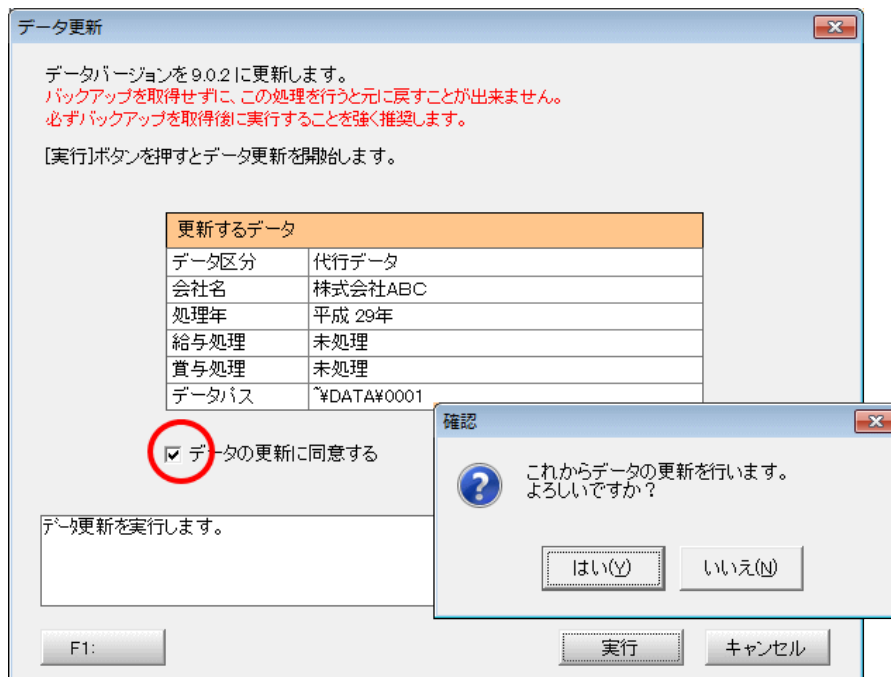 データ更新
データバージョンを9.0.2に更新します。
バックアップを取得せずに、この処理を行うと元に戻すことが出来ません。
必ずバックアップを取得後に実行することを強く推奨します。
[実行]ボタンを押すとデータ更新を開始します。
更新するデータ
データ区分 代行データ
会社名 株式会社ABC
処理年 平成 29年
給与処理 未処理
賞与処理 未処理
データパス ~¥DATA¥0001
データの更新に同意する
確認
これからデータの更新を行います。
よろしいですか?
はい(Y) いいえ(N)
データ更新を実行します。
F1: 実行 キャンセル